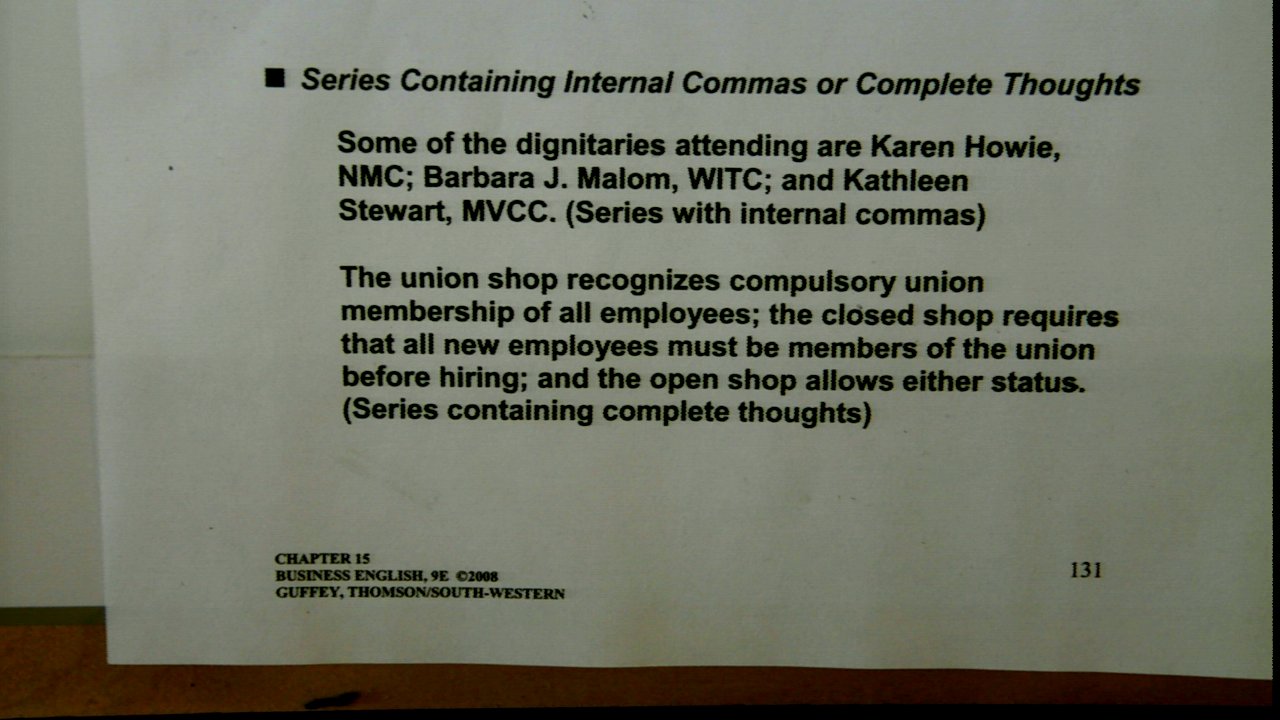 ■ Series Containing Internal Commas or Complete Thoughts
Some of the dignitaries attending are Karen Howie,
NMC; Barbara J. Malom, WITC; and Kathleen
Stewart, MVCC. (Series with internal commas)
The union shop recognizes compulsory union
membership of all employees; the closed shop requires
that all new employees must be members of the union
before hiring; and the open shop allows either status.
(Series containing complete thoughts)
CHAPTER 15
BUSINESS ENGLISH, 9E ©2008
GUFFEY, THOMSON/SOUTH-WESTERN
131